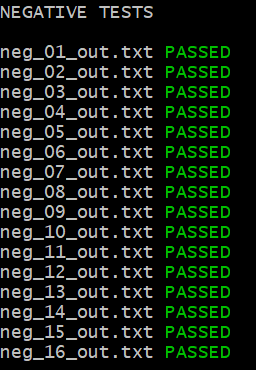 NEGATIVE TESTS
neg_01_out.txt PASSED
neg_02_out.txt PASSED
neg_03_out.txt PASSED
neg_04_out.txt PASSED
neg_05_out.txt PASSED
neg_06_out.txt PASSED
neg_07_out.txt PASSED
neg_08_out.txt PASSED
neg_09_out.txt PASSED
neg_10_out.txt PASSED
neg_11_out.txt PASSED
neg_12_out.txt PASSED
neg_13_out.txt PASSED
neg_14_out.txt PASSED
neg_15_out.txt PASSED
neg_16_out.txt PASSED